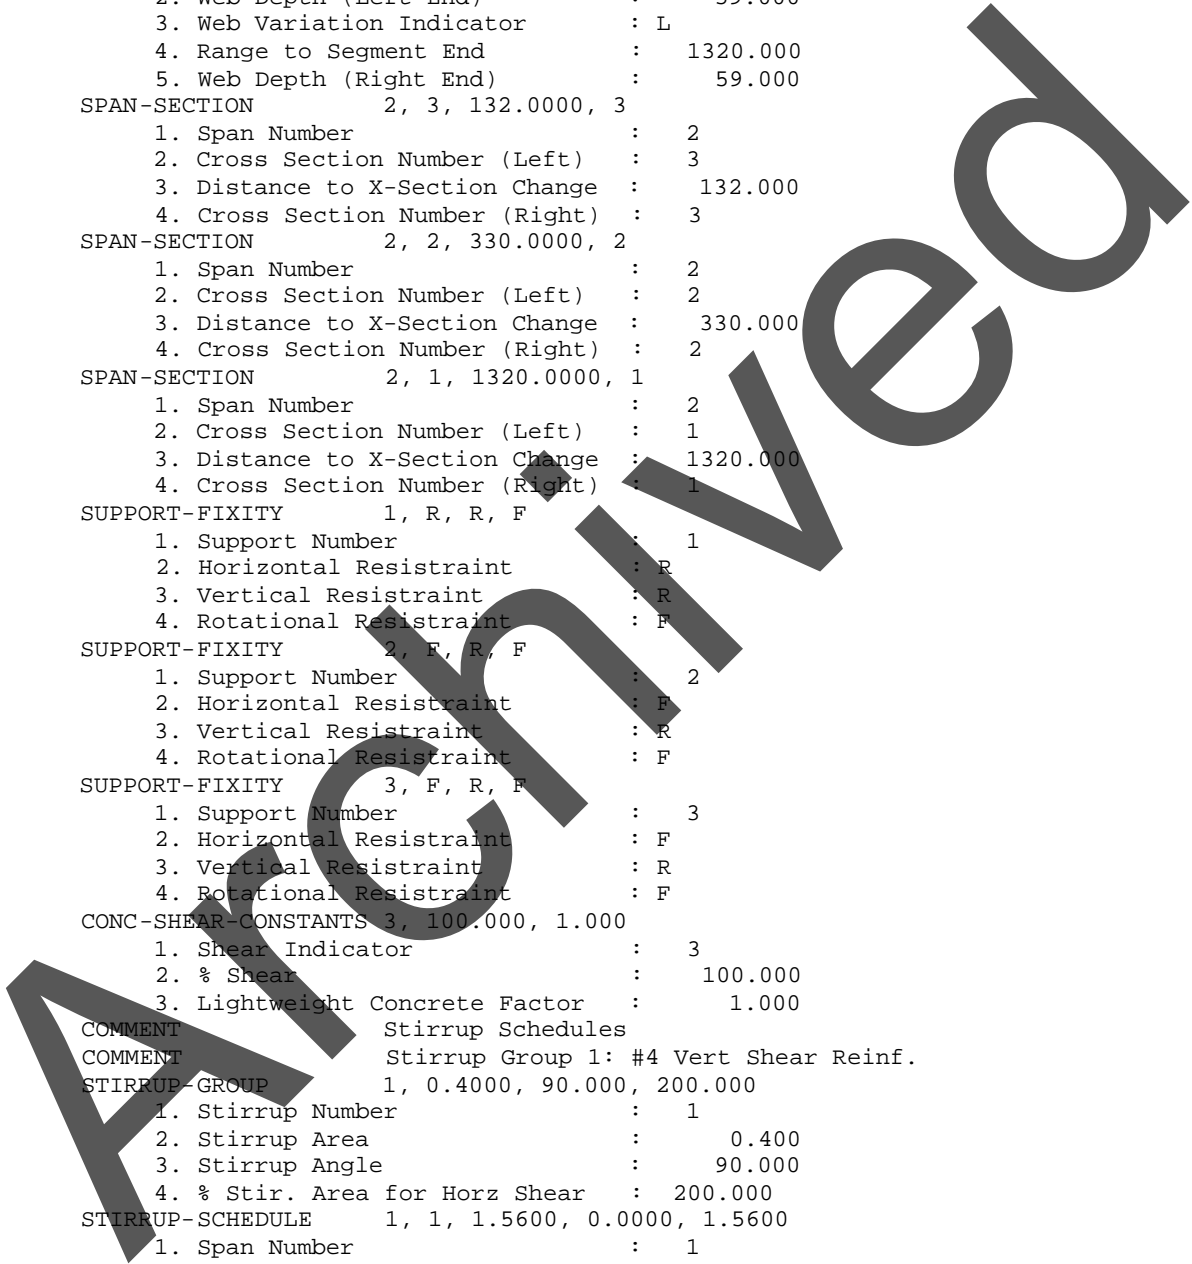 2. Web Depth (Left End) : 59.000
3. Web Variation Indicator : L
4. Range to Segment End : 1320.000
5. Web Depth (Right End) : 59.000
SPAN-SECTION 2, 3, 132.0000, 3
1. Span Number : 2
2. Cross Section Number (Left) : 3
3. Distance to X-Section Change : 132.000
4. Cross Section Number (Right) : 3
SPAN-SECTION 2, 2, 330.0000, 2
1. Span Number : 2
2. Cross Section Number (Left) : 2
3. Distance to X-Section Change : 330.000
4. Cross Section Number (Right) : 2
SPAN-SECTION 2, 1, 1320.0000, 1
1. Span Number : 2
2. Cross Section Number (Left) : 1
3. Distance to X-Section Change : 1320.000
4. Cross Section Number (Right) : 1
SUPPORT-FIXITY 1, R, R, F
1. Support Number : 1
2. Horizontal Resistraint : R
3. Vertical Resistraint : R
4. Rotational Resistraint : F
SUPPORT-FIXITY 2, F, R, F
1. Support Number : 2
2. Horizontal Resistraint : F
3. Vertical Resistraint : R
4. Rotational Resistraint : F
SUPPORT-FIXITY 3, F, R, F
1. Support Number : 3
2. Horizontal Resistraint : F
3. Vertical Resistraint : R
4. Rotational Resistraint : F
CONC-SHEAR-CONSTANTS 3, 100.000, 1.000
1. Shear Indicator : 3
2. % Shear : 100.000
3. Lightweight Concrete Factor : 1.000
COMMENT Stirrup Schedules
COMMENT Stirrup Group 1: #4 Vert Shear Reinf.
STIRRUP-GROUP 1, 0.4000, 90.000, 200.000
1. Stirrup Number : 1
2. Stirrup Area : 0.400
3. Stirrup Angle : 90.000
4. % Stir. Area for Horz Shear : 200.000
STIRRUP-SCHEDULE 1, 1, 1.5600, 0.0000, 1.5600
1. Span Number : 1
Archived